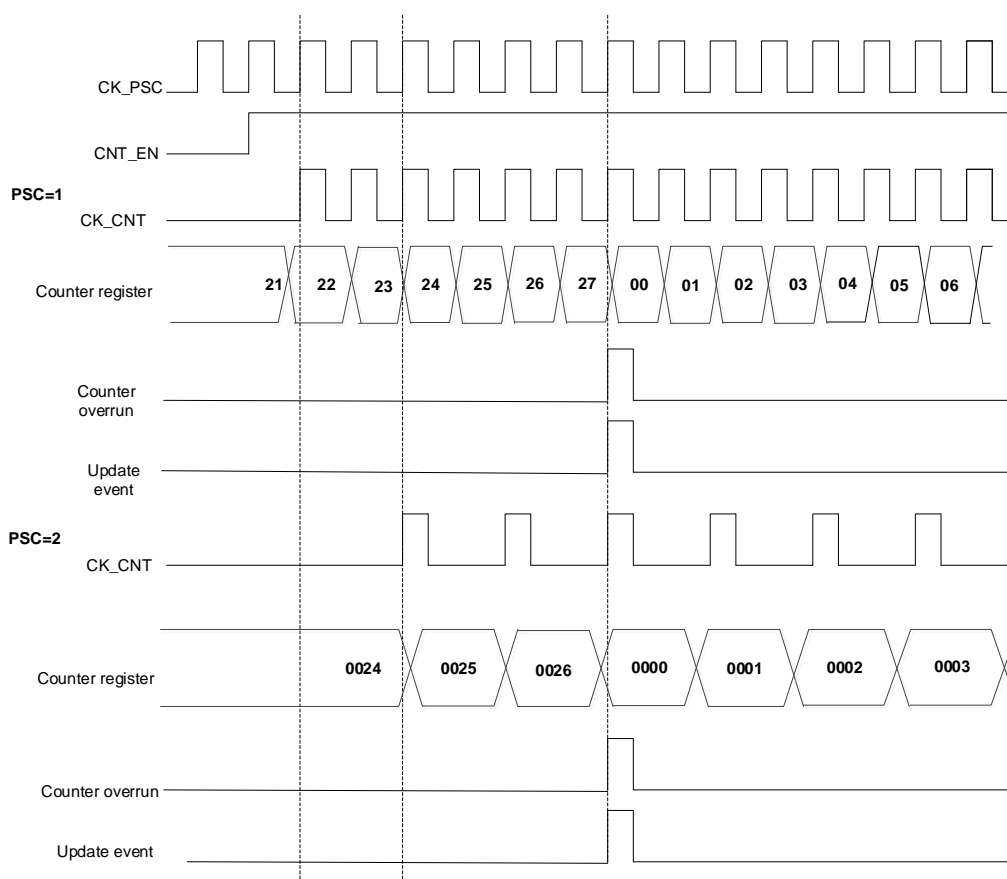 CK_PSC
CNT_EN
PSC=1
CK_CNT
Counter register
21 22 23 24 25 26 27 00 01 02 03 04 05 06
Counter
overrun
Update
event
PSC=2
CK_CNT
Counter register
0024 0025 0026 0000 0001 0002 0003
Counter overrun
Update event